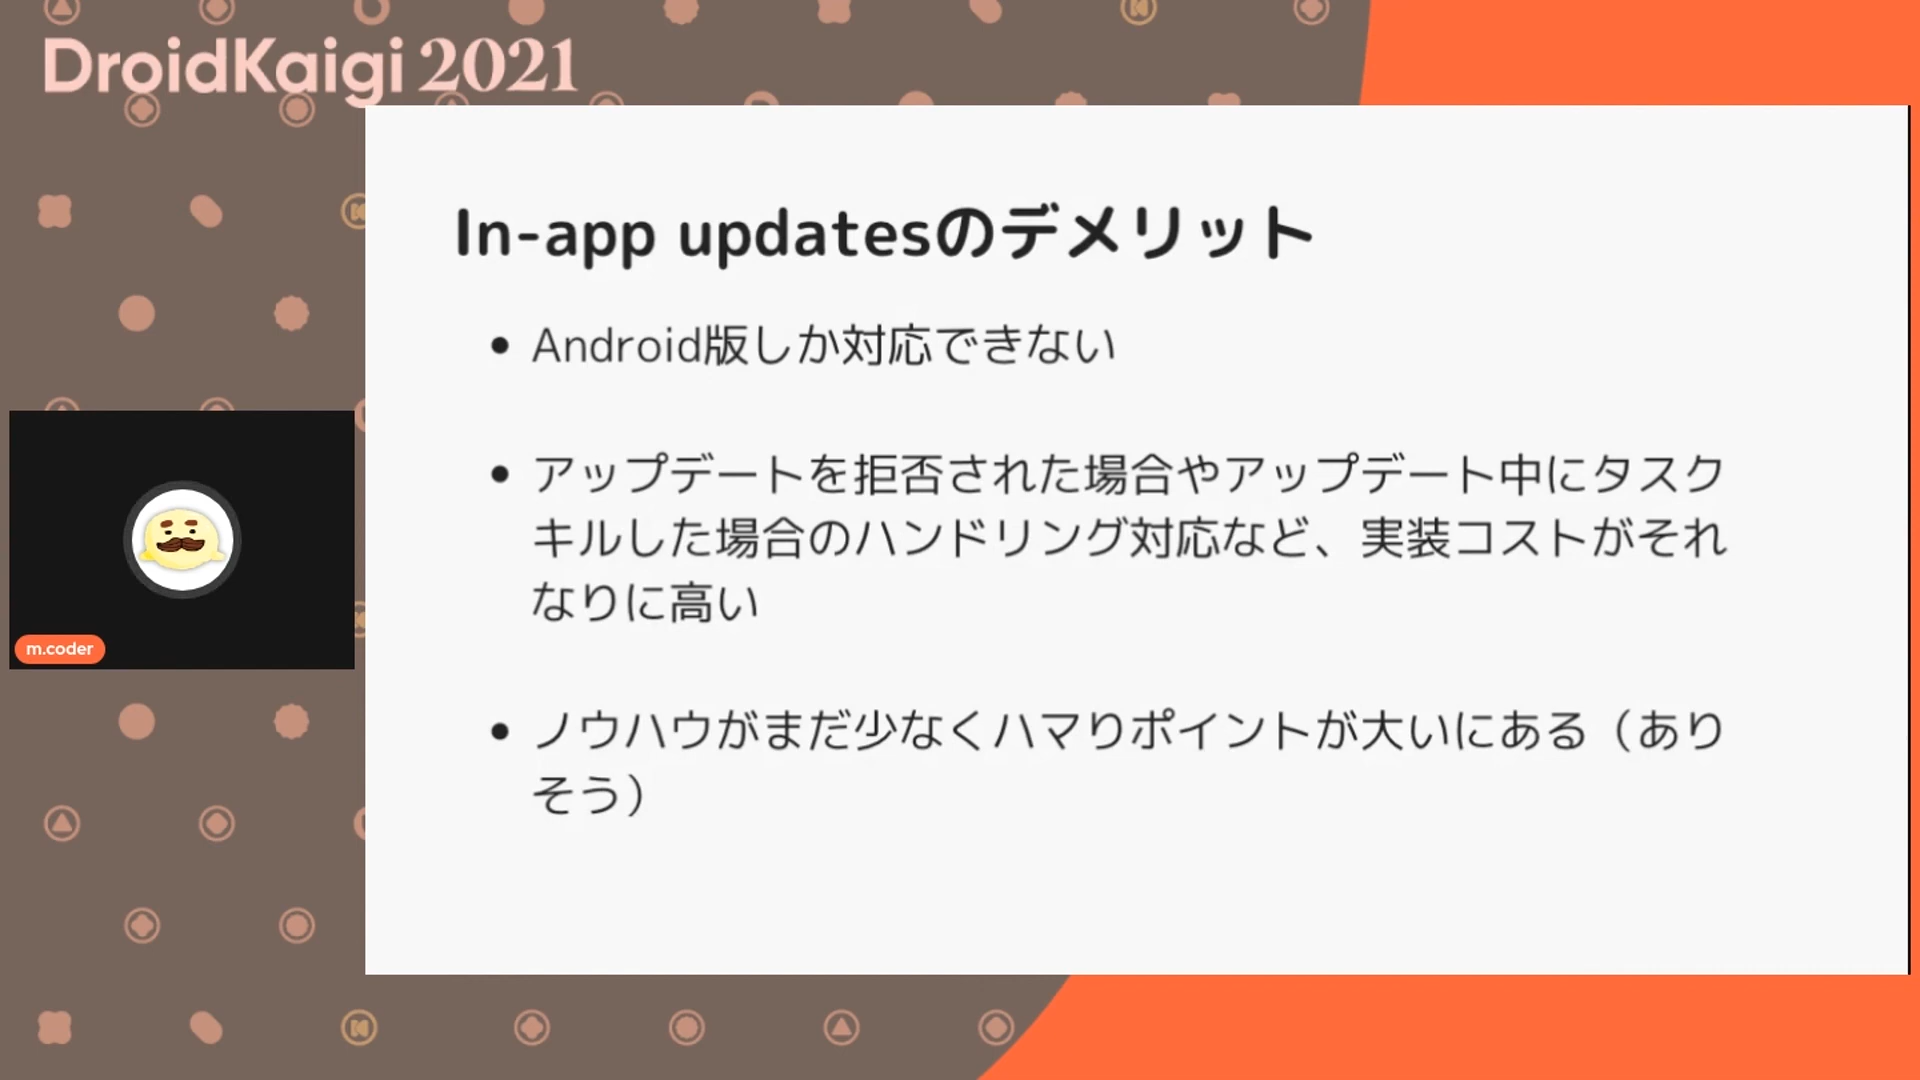 DroidKaigi 2021
In-app updatesのデメリット
• Android版しか対応できない
• アップデートを拒否された場合やアップデート中にタスク
キルした場合のハンドリング対応など、実装コストがそれ
なりに高い
• ノウハウがまだ少なくハマりポイントが大いにある（あり
そう）
m.coder